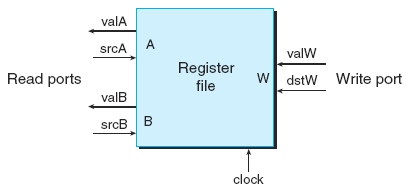 valA
srcA
A
Read ports
valB
srcB
B
Register
file
W
valW
dstW
Write port
clock